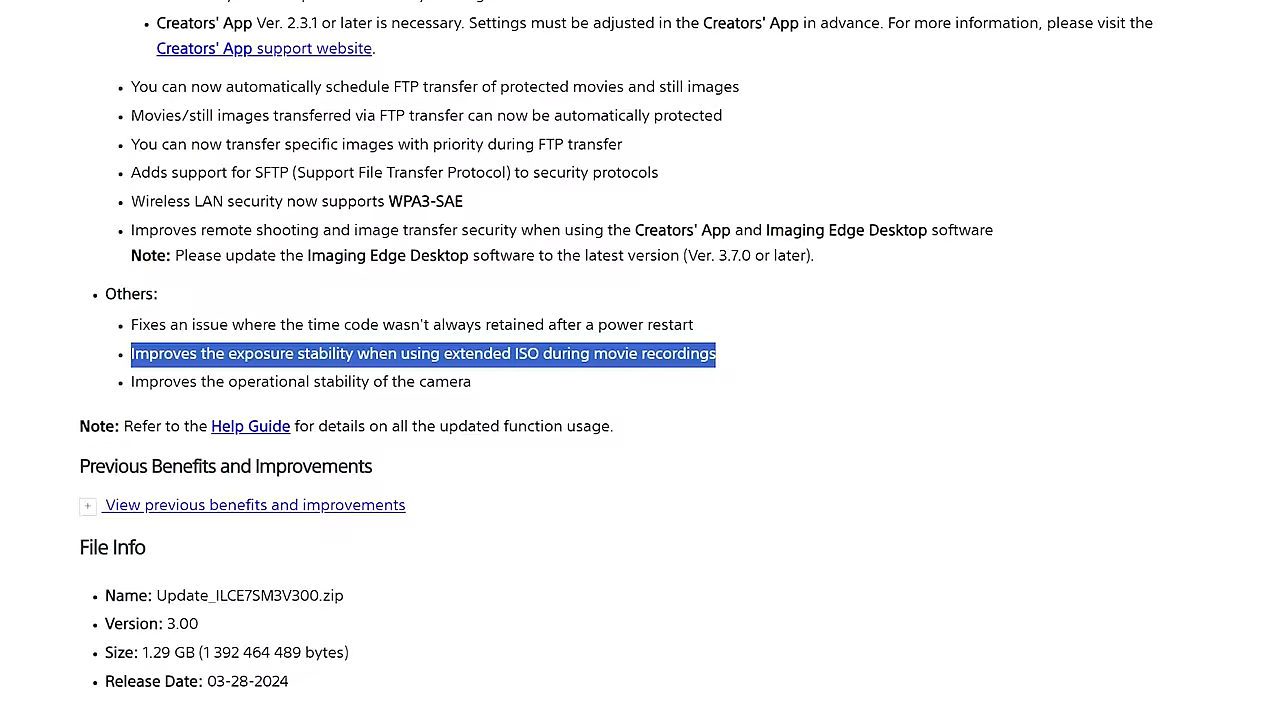 Creators' App Ver. 2.3.1 or later is necessary. Settings must be adjusted in the Creators' App in advance. For more information, please visit the
Creators' App support website.
You can now automatically schedule FTP transfer of protected movies and still images
Movies/still images transferred via FTP transfer can now be automatically protected
You can now transfer specific images with priority during FTP transfer
Adds support for SFTP (Support File Transfer Protocol) to security protocols
Wireless LAN security now supports WPA3-SAE
Improves remote shooting and image transfer security when using the Creators' App and Imaging Edge Desktop software
Note: Please update the Imaging Edge Desktop software to the latest version (Ver. 3.7.0 or later).
Others:
Fixes an issue where the time code wasn't always retained after a power restart
Improves the exposure stability when using extended ISO during movie recordings
Improves the operational stability of the camera
Note: Refer to the Help Guide for details on all the updated function usage.
Previous Benefits and Improvements
+ View previous benefits and improvements
File Info
Name: Update_ILCE7SM3V300.zip
Version: 3.00
Size: 1.29 GB (1 392 464 489 bytes)
Release Date: 03-28-2024